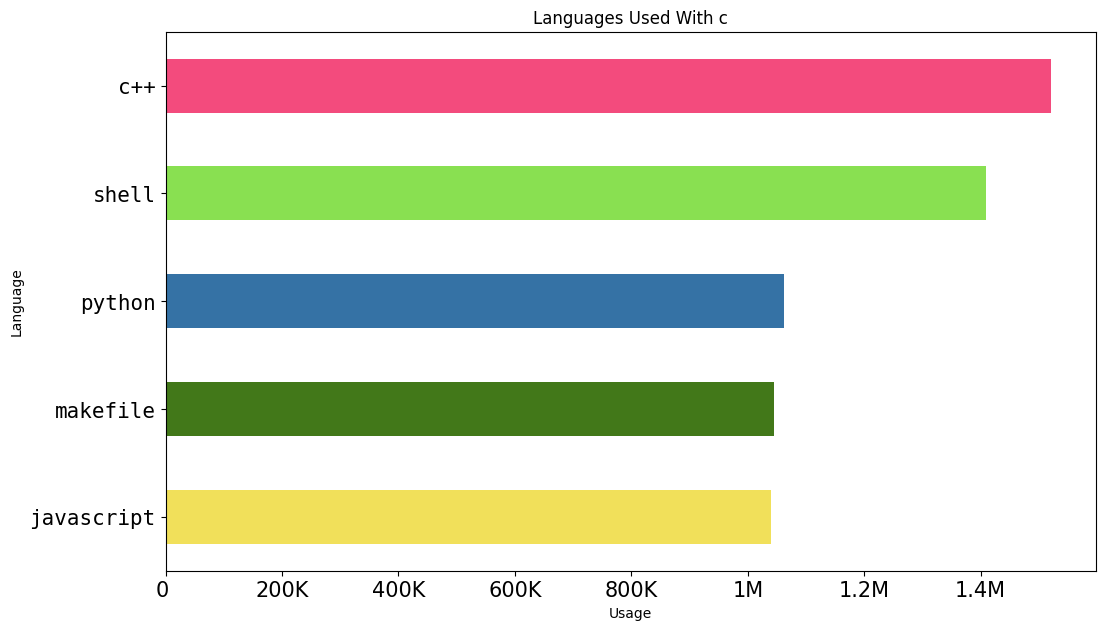 Languages Used With c
Language
c++
shell
python
makefile
javascript
0 200K 400K 600K 800K 1M 1.2M 1.4M
Usage